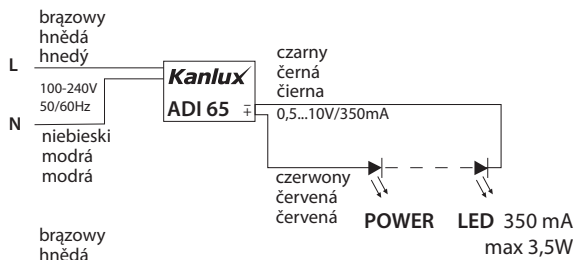 brązowy
hnědá
hnedý
L
100-240V
50/60Hz
N
niebieski
modrá
modrá
Kanlux
ADI 65
−
+
czarny
černá
čierna
0,5...10V/350mA
czerwony
červená
červená
POWER LED 350 mA
max 3,5W
brązowy
hnědá